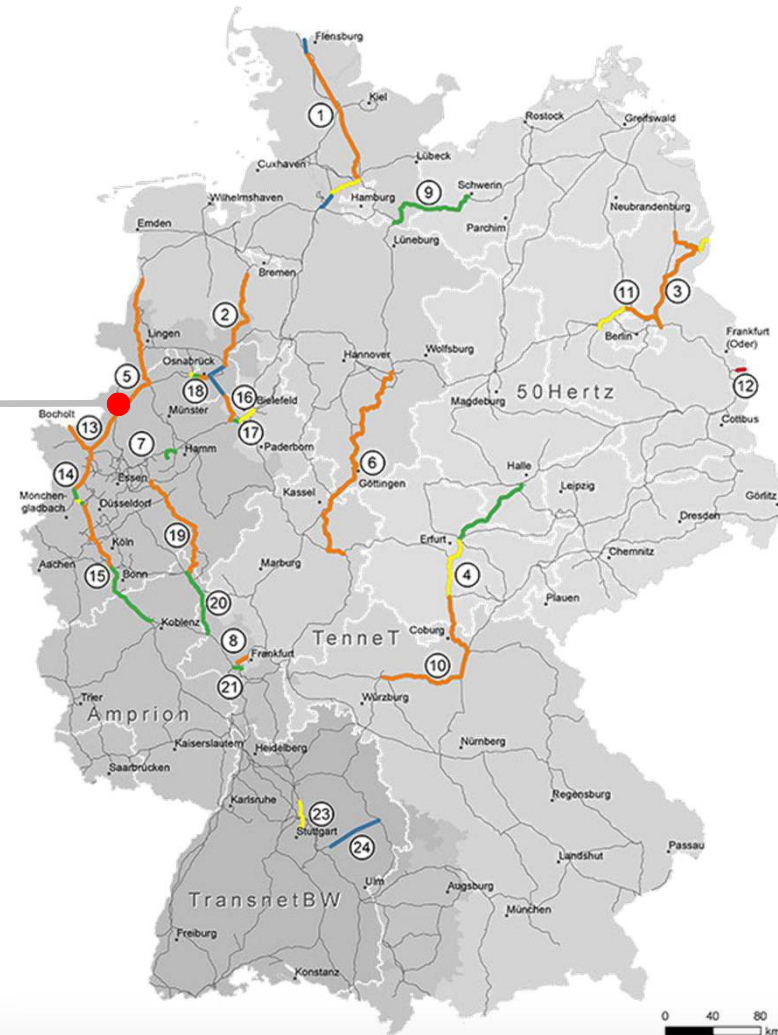 Flensburg
Kiel
1
Rostock
Greifswald
Cuxhaven
Lübeck
9
Schwerin
Wilhelmshaven
Hamburg
Neubrandenburg
Emden
Parchim
Lüneburg
Bremen
3
11
2
Lingen
Frankfurt
(Oder)
Berlin
Hannover
Wolfsburg
Osnabrück
5
18
16
Bielefeld
50Hertz
12
Magdeburg
Bocholt
Münster
17
Cottbus
13
7
Hamm
Paderborn
6
Halle
14
Essen
Göttingen
Leipzig
Mönchen-
gladbach
Düsseldorf
Kassel
Görlitz
Dresden
19
Erfurt
Köln
Chemnitz
Aachen
15
Bonn
Marburg
4
Plauen
20
Koblenz
8
TenneT
Coburg
Frankfurt
10
21
Trier
Würzburg
Amprion
Kaiserslautern
Heidelberg
Nürnberg
Saarbrücken
Karlsruhe
Regensburg
23
Stuttgart
24
Passau
Landshut
Ulm
Augsburg
TransnetBW
München
Freiburg
Konstanz
0 40 80
km